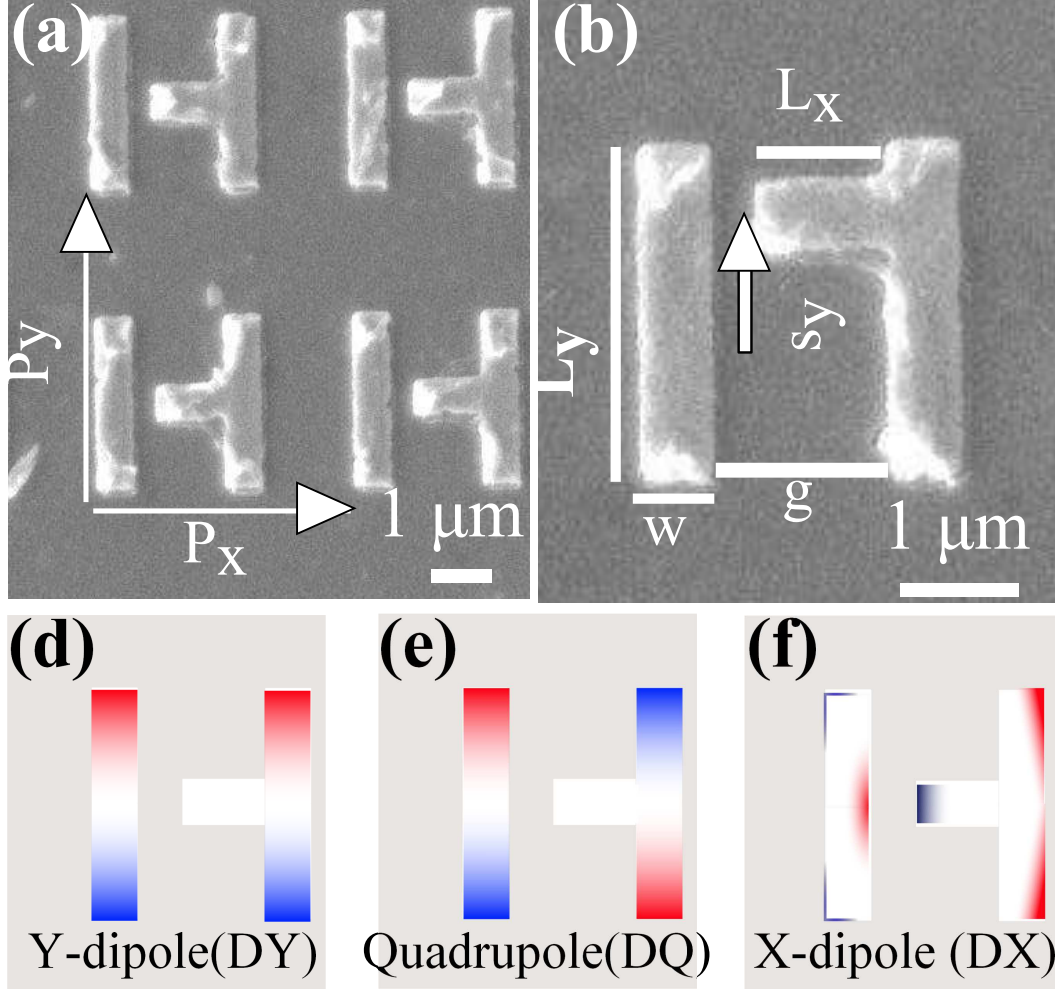 (a)
(b)
Lx
Py
Ly
sy
Px
1 μm
w
g
1 μm
(d)
(e)
(f)
Y-dipole(DY)
Quadrupole(DQ)
X-dipole (DX)